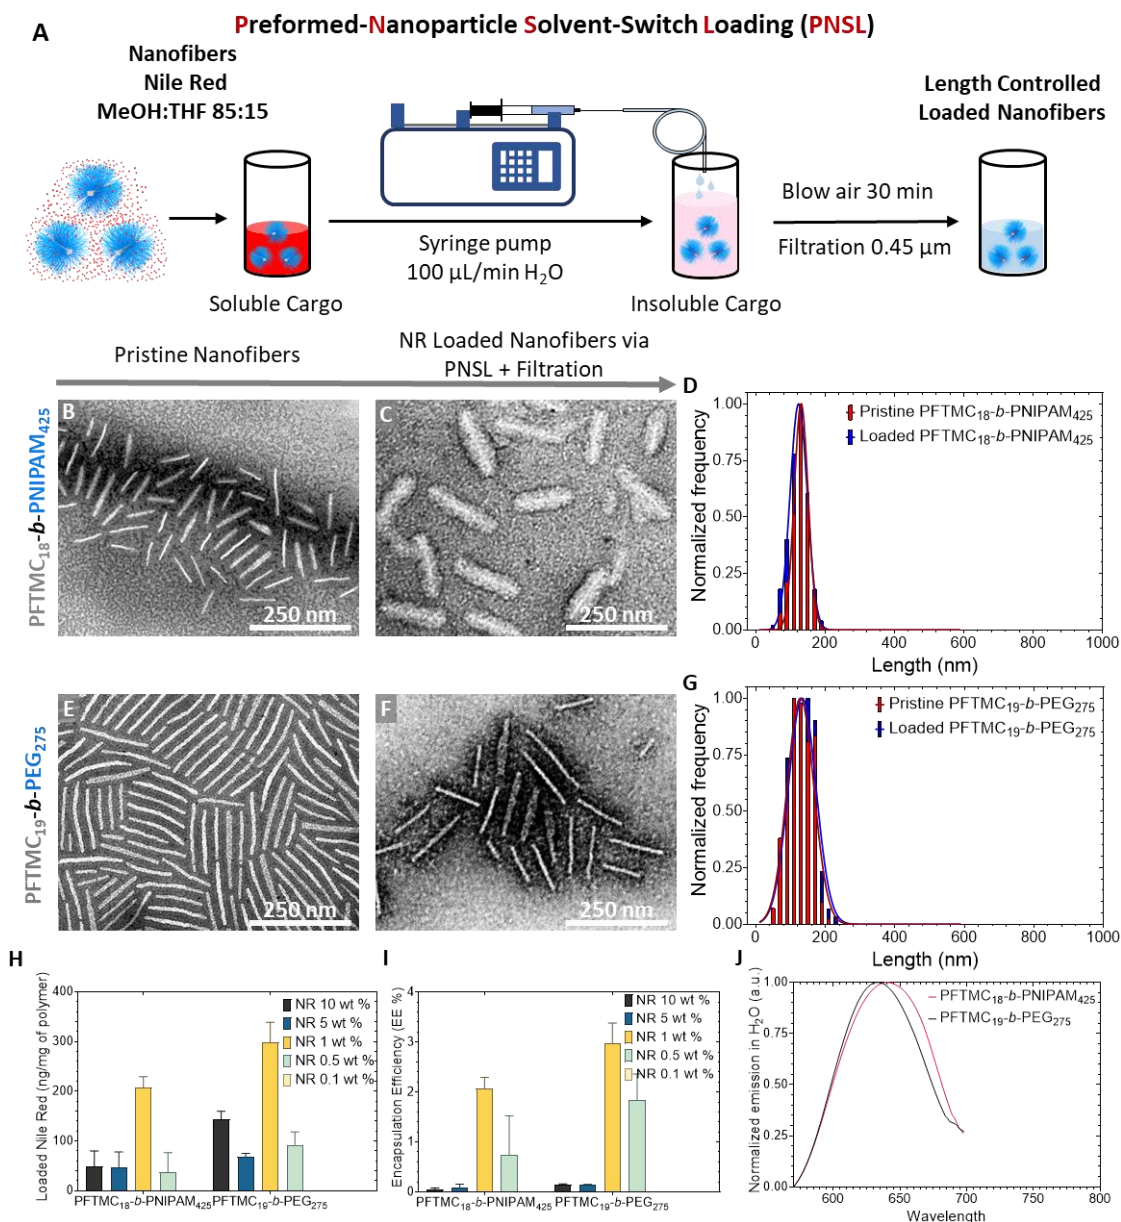 A
Preformed-Nanoparticle Solvent-Switch Loading (PNSL)
Nanofibers
Nile Red
MeOH:THF 85:15
Length Controlled
Loaded Nanofibers
Syringe pump
100 µL/min H₂O
Blow air 30 min
Filtration 0.45 µm
Soluble Cargo
Insoluble Cargo
Pristine Nanofibers
NR Loaded Nanofibers via
PNSL + Filtration
PFTMC₁₈-b-PNIPAM₄₂₅
B
250 nm
C
250 nm
D
Normalized frequency
1.00
0.75
0.50
0.25
0.00
Pristine PFTMC₁₈-b-PNIPAM₄₂₅
Loaded PFTMC₁₈-b-PNIPAM₄₂₅
0 200 400 600 800 1000
Length (nm)
PFTMC₁₉-b-PEG₂₇₅
E
250 nm
F
250 nm
G
Normalized frequency
1.00
0.75
0.50
0.25
0.00
Pristine PFTMC₁₉-b-PEG₂₇₅
Loaded PFTMC₁₉-b-PEG₂₇₅
0 200 400 600 800 1000
Length (nm)
H
Loaded Nile Red (ng/mg of polymer)
400
300
200
100
0
NR 10 wt %
NR 5 wt %
NR 1 wt %
NR 0.5 wt %
NR 0.1 wt %
PFTMC₁₈-b-PNIPAM₄₂₅ PFTMC₁₉-b-PEG₂₇₅
I
Encapsulation Efficiency (EE %)
4
3
2
1
0
NR 10 wt %
NR 5 wt %
NR 1 wt %
NR 0.5 wt %
NR 0.1 wt %
PFTMC₁₈-b-PNIPAM₄₂₅ PFTMC₁₉-b-PEG₂₇₅
J
Normalized emission in H₂O (a.u.)
1.00
0.75
0.50
0.25
0.00
PFTMC₁₈-b-PNIPAM₄₂₅
PFTMC₁₉-b-PEG₂₇₅
600 650 700 750 800
Wavelength